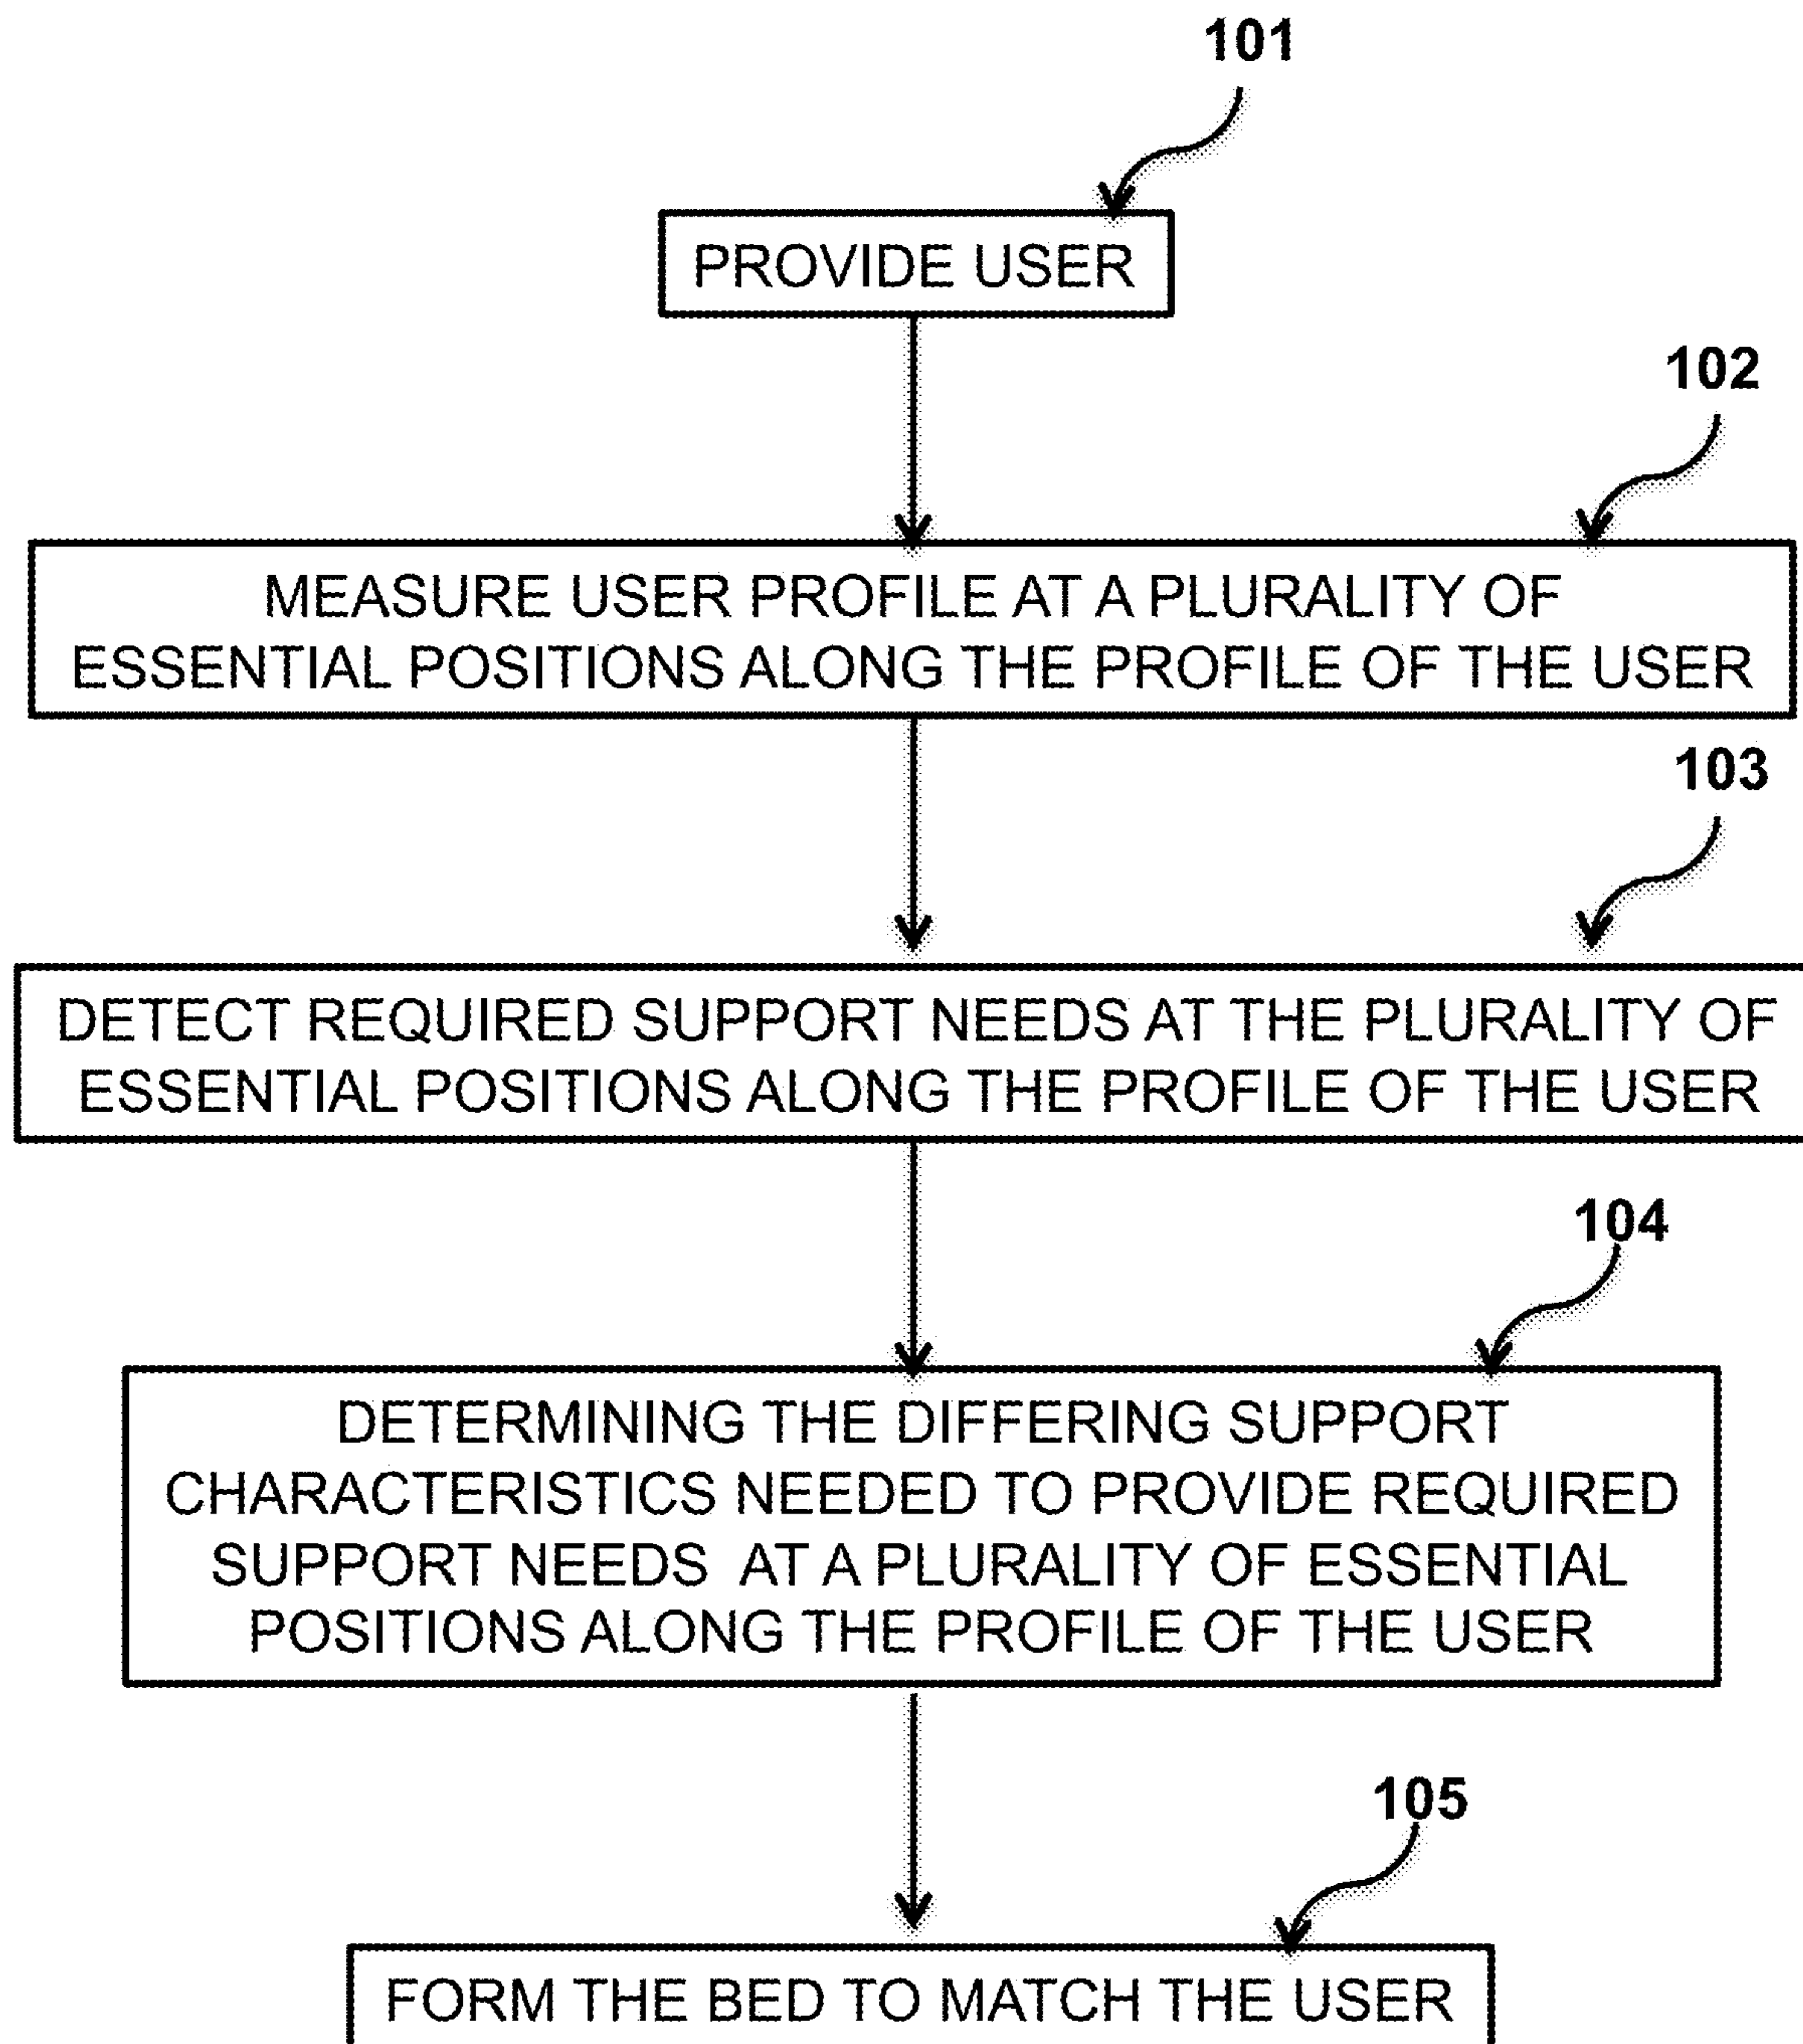 101
PROVIDE USER
102
MEASURE USER PROFILE AT A PLURALITY OF
ESSENTIAL POSITIONS ALONG THE PROFILE OF THE USER
103
DETECT REQUIRED SUPPORT NEEDS AT THE PLURALITY OF
ESSENTIAL POSITIONS ALONG THE PROFILE OF THE USER
104
DETERMINING THE DIFFERING SUPPORT
CHARACTERISTICS NEEDED TO PROVIDE REQUIRED
SUPPORT NEEDS AT A PLURALITY OF ESSENTIAL
POSITIONS ALONG THE PROFILE OF THE USER
105
FORM THE BED TO MATCH THE USER